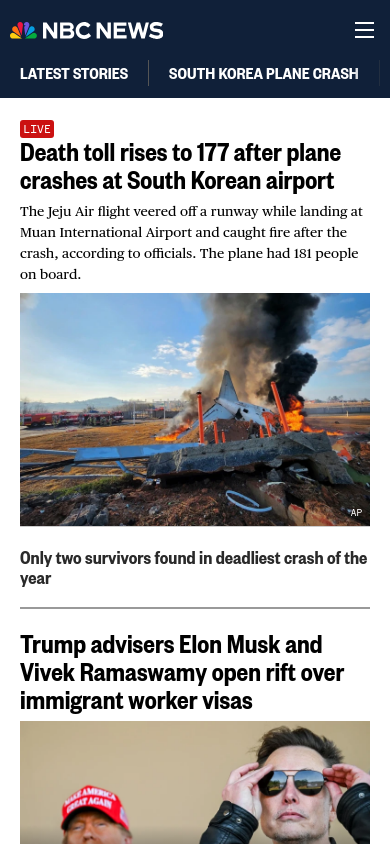 NBC NEWS
LATEST STORIES
SOUTH KOREA PLANE CRASH
LIVE
Death toll rises to 177 after plane
crashes at South Korean airport
The Jeju Air flight veered off a runway while landing at
Muan International Airport and caught fire after the
crash, according to officials. The plane had 181 people
on board.
AP
Only two survivors found in deadliest crash of the
year
Trump advisers Elon Musk and
Vivek Ramaswamy open rift over
immigrant worker visas
MAKE AMERICA
GREAT AGAIN